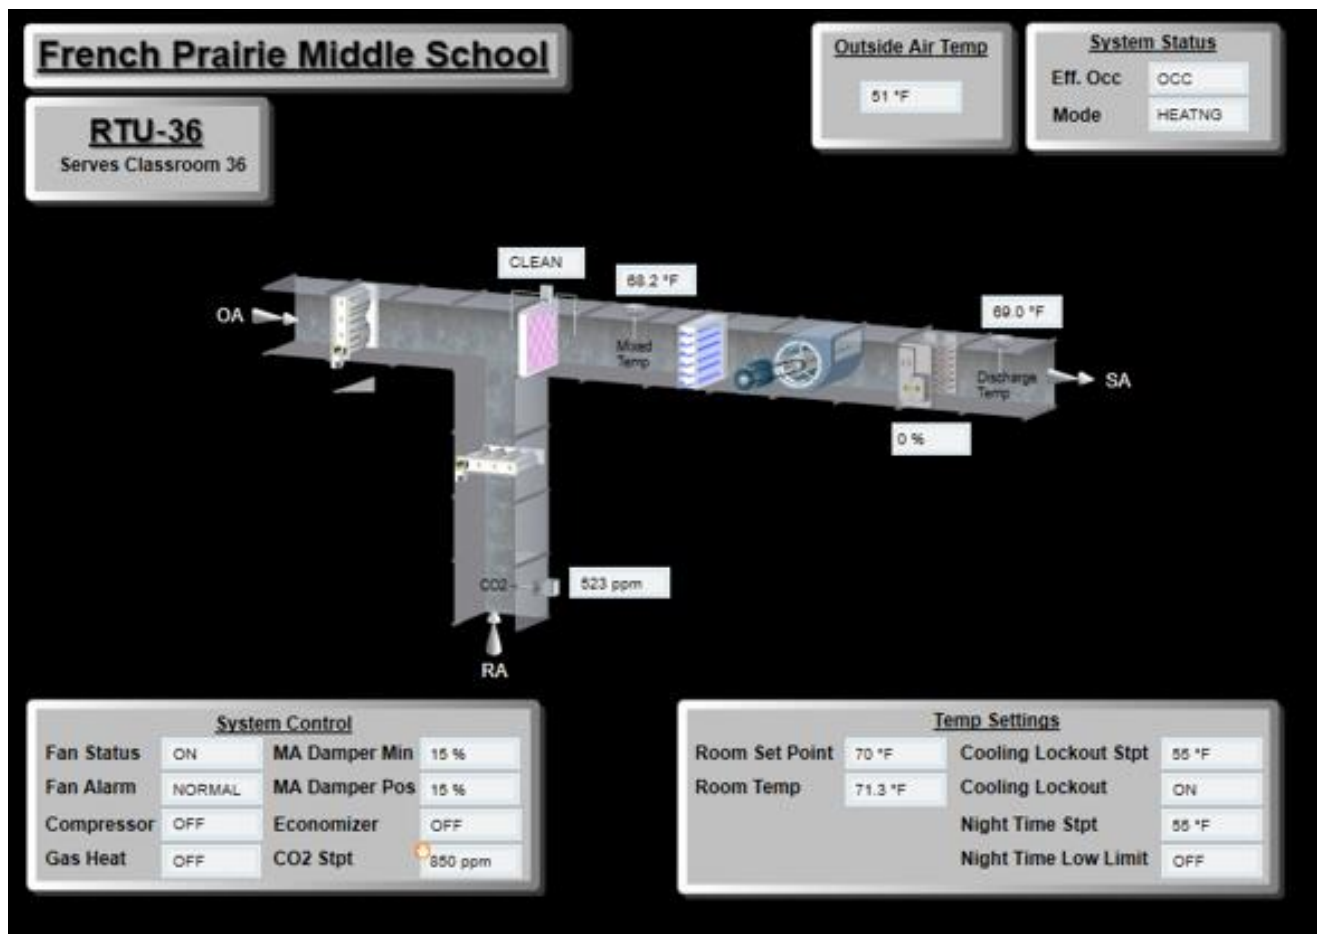 French Prairie Middle School
RTU-36
Serves Classroom 36
Outside Air Temp
51 °F
System Status
Eff. Occ OCC
Mode HEATNG
CLEAN
68.2 °F
69.0 °F
OA
Mixed
Temp
Discharge
Temp
SA
0 %
CO2
523 ppm
RA
System Control
Fan Status ON MA Damper Min 15 %
Fan Alarm NORMAL MA Damper Pos 15 %
Compressor OFF Economizer OFF
Gas Heat OFF CO2 Stpt 850 ppm
Temp Settings
Room Set Point 70 °F Cooling Lockout Stpt 55 °F
Room Temp 71.3 °F Cooling Lockout ON
Night Time Stpt 55 °F
Night Time Low Limit OFF